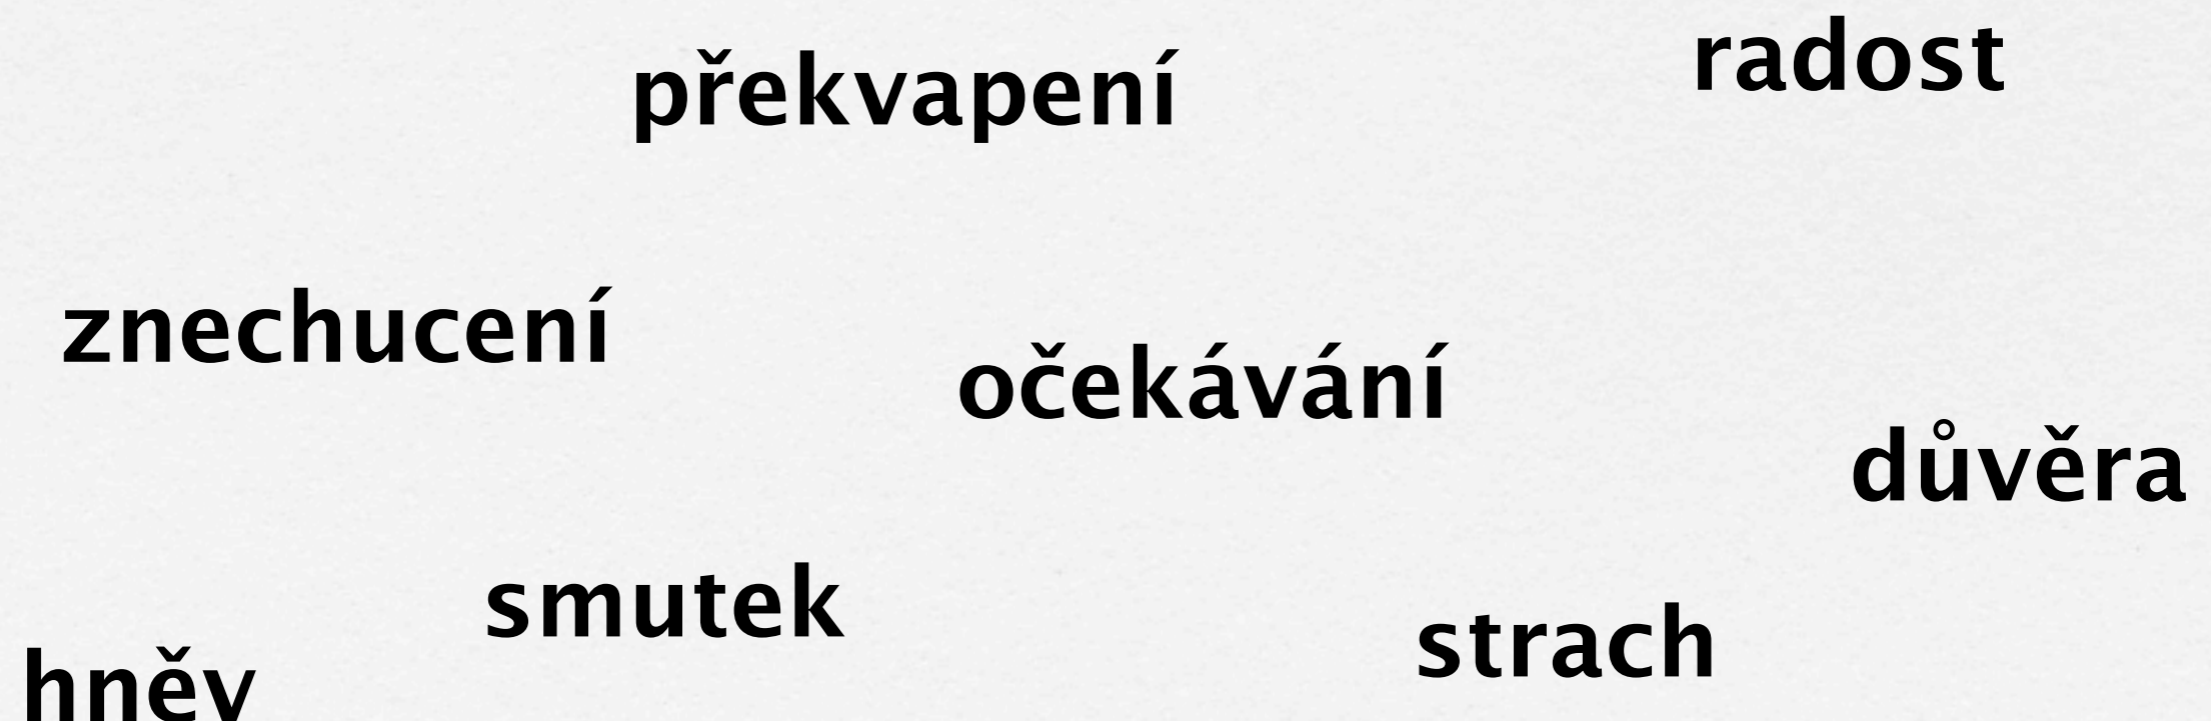 radost
překvapení
znechucení
očekávání
důvěra
smutek
strach
hněv